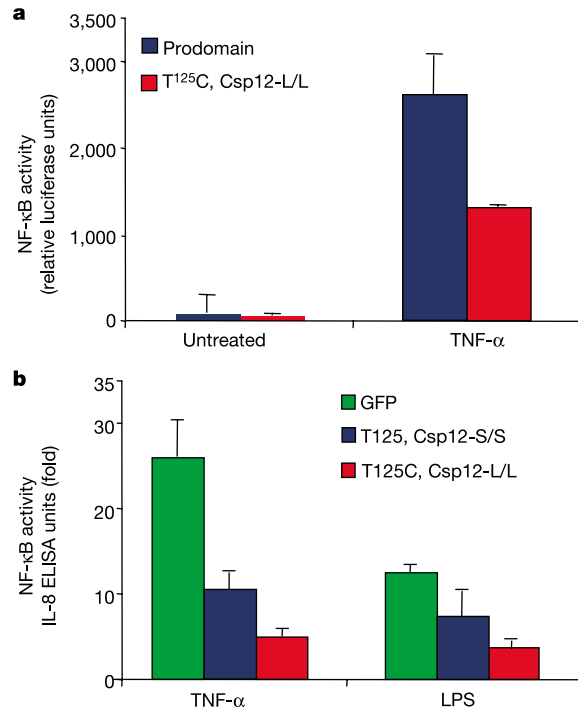 a
3,500
3,000
2,000
1,000
0
NF-κB activity
(relative luciferase units)
Prodomain
T¹²⁵C, Csp12-L/L
Untreated
TNF-α
b
35
30
20
10
0
NF-κB activity
IL-8 ELISA units (fold)
GFP
T125, Csp12-S/S
T125C, Csp12-L/L
TNF-α
LPS